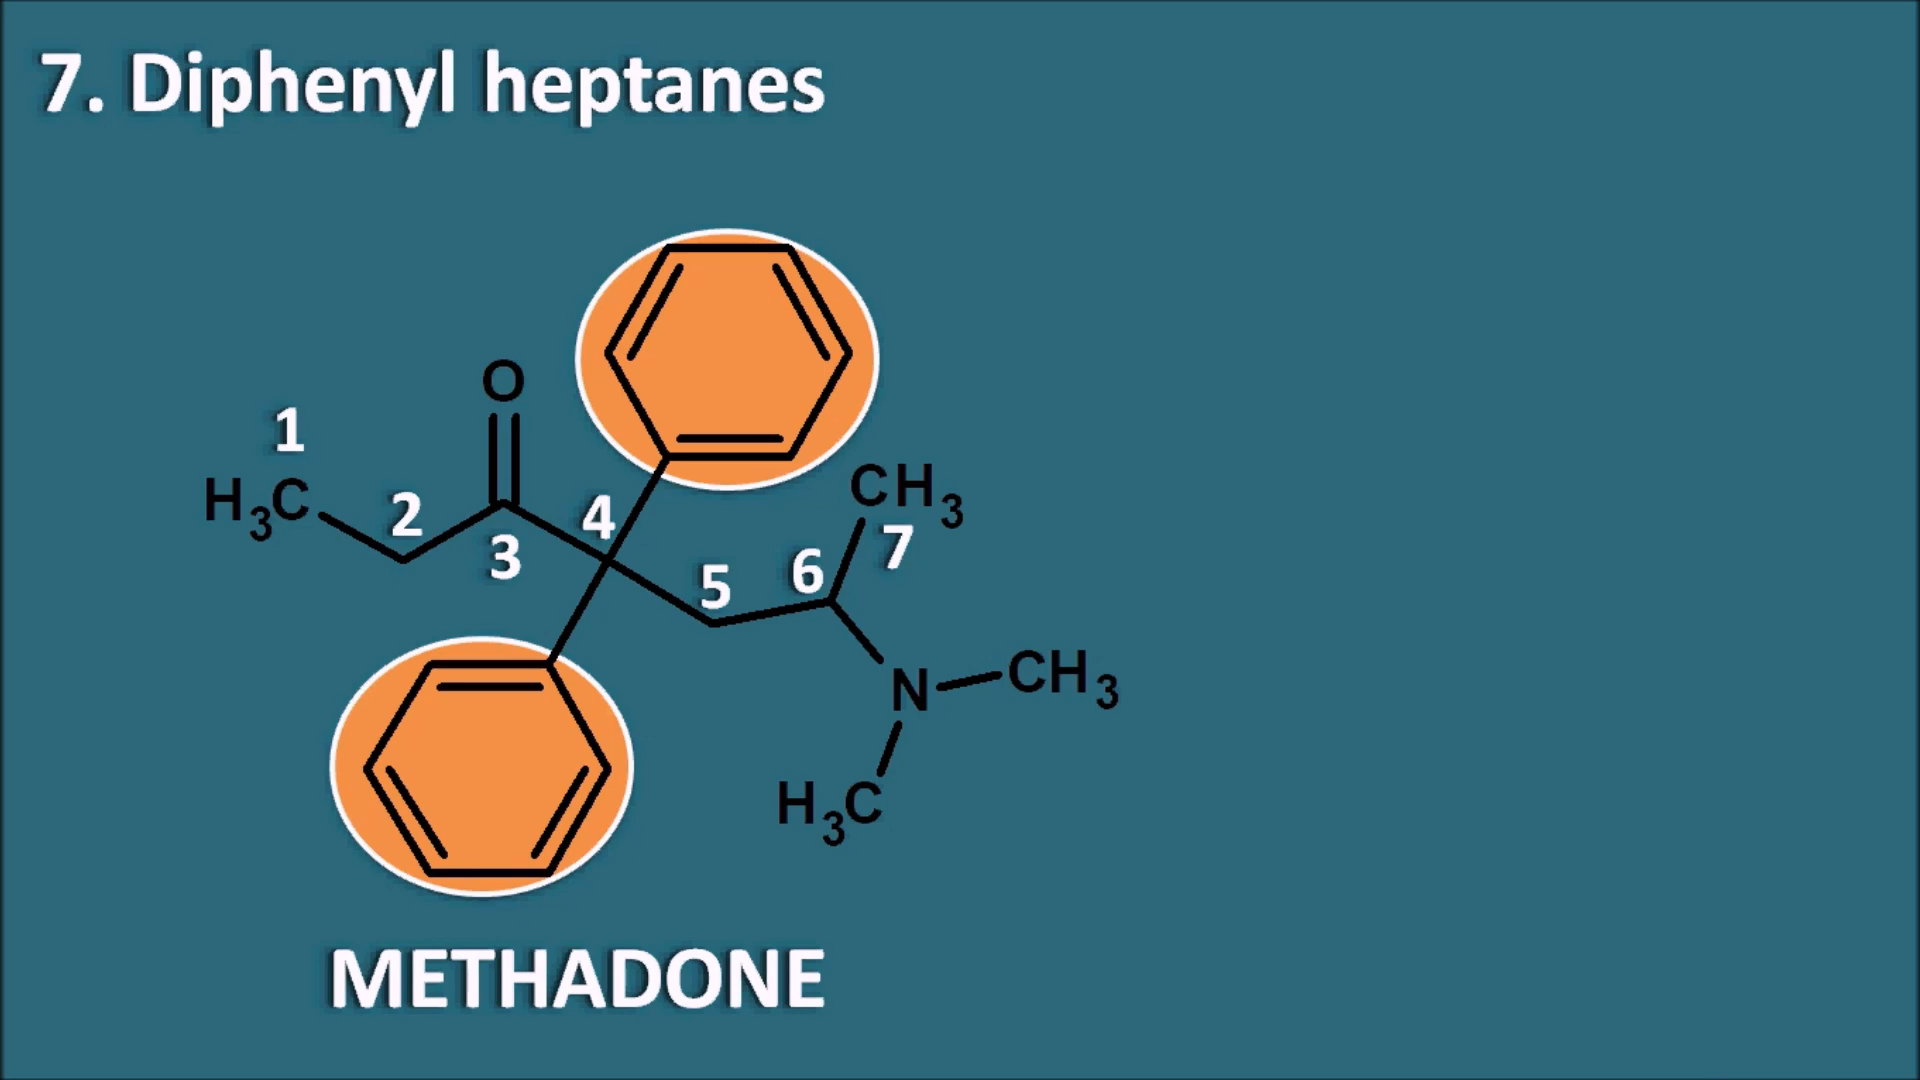 7. Diphenyl heptanes
O
1
H3C
2
3
4
5
6
7
CH3
N
CH3
H3C
METHADONE